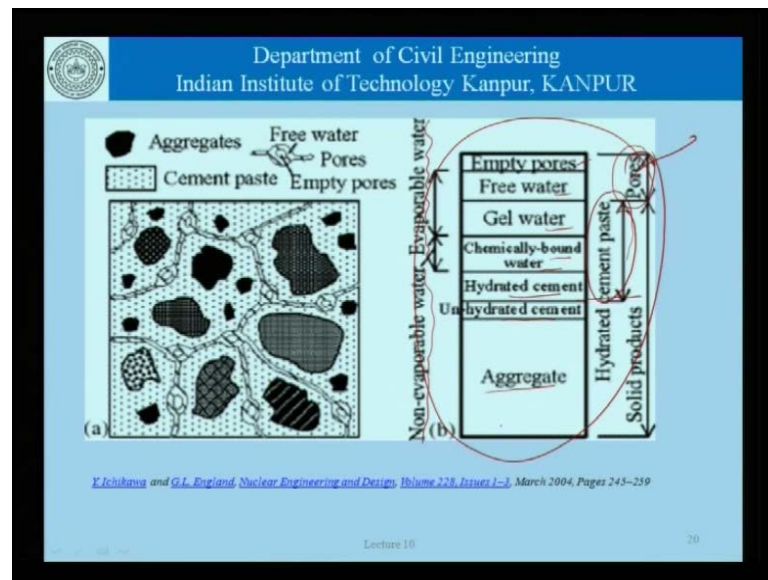 Department of Civil Engineering
Indian Institute of Technology Kanpur, KANPUR
Aggregates
Free water
Pores
Cement paste
Empty pores
(a)
Non-evaporable water
Evaporable water
Empty pores
Free water
Gel water
Chemically-bound
water
Hydrated cement
Un-hydrated cement
Aggregate
(b)
Hydrated cement paste
Pores
Solid products
Y. Ichikawa and G.L. England, Nuclear Engineering and Design, Volume 228, Issues 1–3, March 2004, Pages 245–259
Lecture 10
20